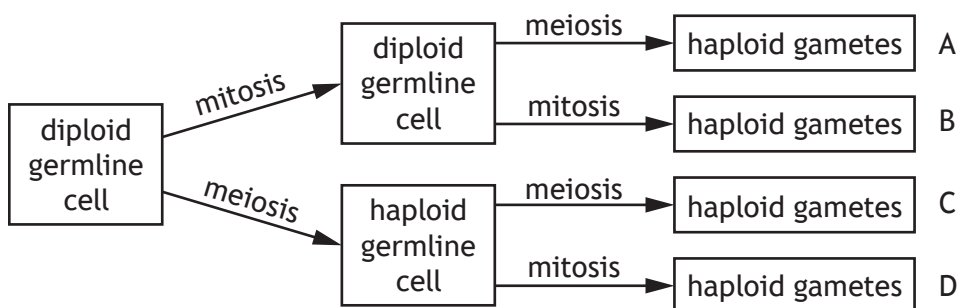 diploid
germline
cell
mitosis
meiosis
diploid
germline
cell
haploid
germline
cell
meiosis
haploid gametes
A
mitosis
haploid gametes
B
meiosis
haploid gametes
C
mitosis
haploid gametes
D